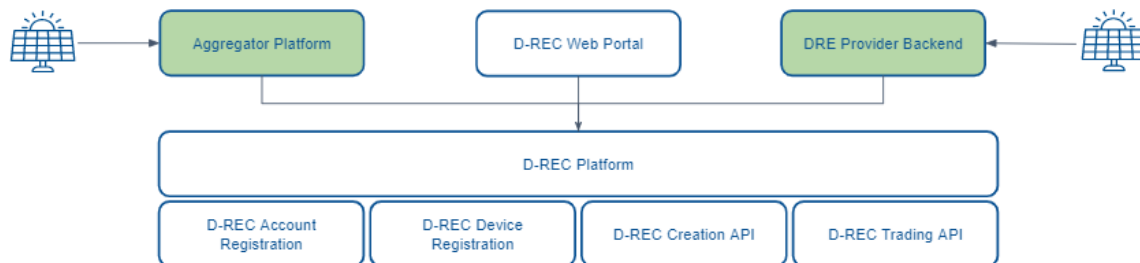 Aggregator Platform
D-REC Web Portal
DRE Provider Backend
D-REC Platform
D-REC Account
Registration
D-REC Device
Registration
D-REC Creation API
D-REC Trading API